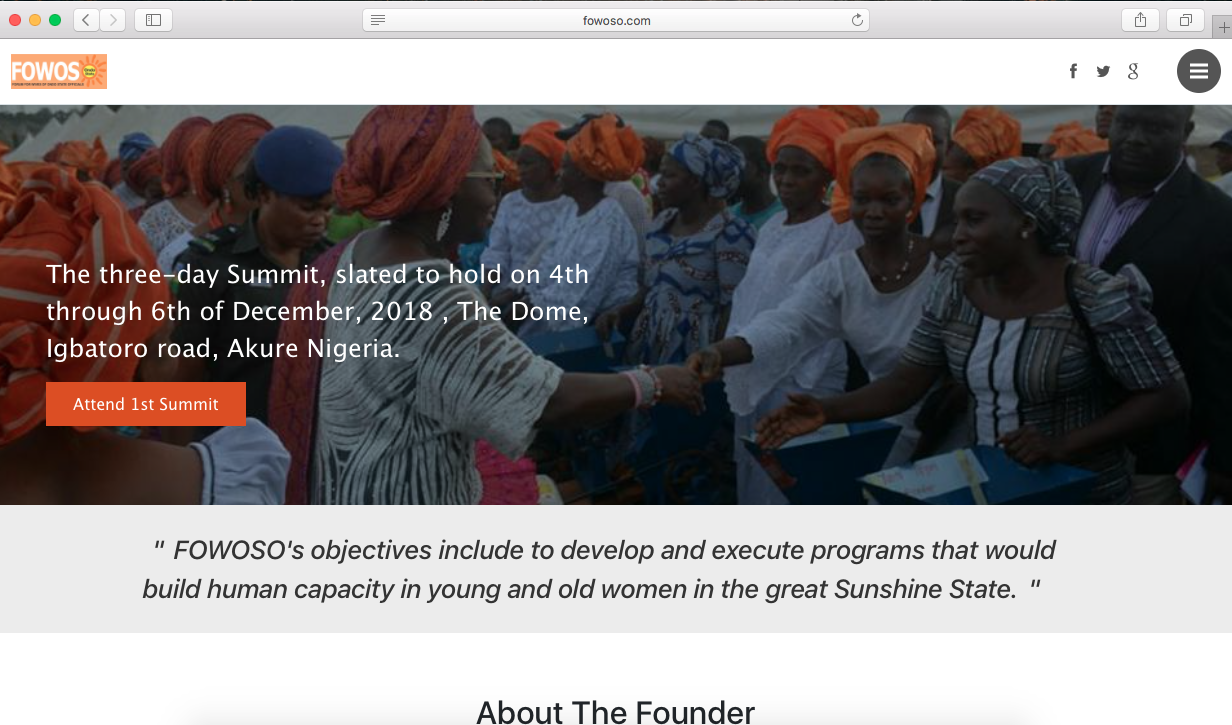 fowoso.com
FOWOS
The three-day Summit, slated to hold on 4th
through 6th of December, 2018 , The Dome,
Igbatoro road, Akure Nigeria.
Attend 1st Summit
" FOWOSO's objectives include to develop and execute programs that would
build human capacity in young and old women in the great Sunshine State. "
About The Founder